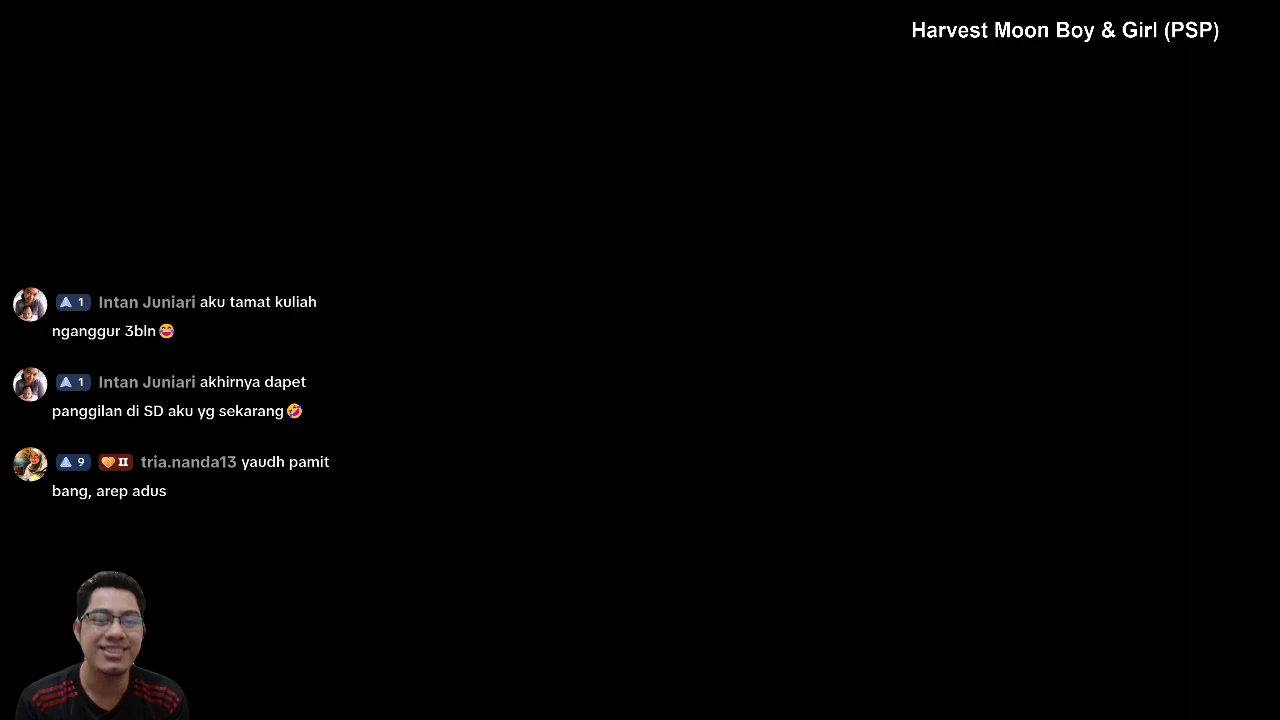 Harvest Moon Boy & Girl (PSP)
1 Intan Juniari aku tamat kuliah
nganggur 3bln😂
1 Intan Juniari akhirnya dapet
panggilan di SD aku yg sekarang🤣
9 II tria.nanda13 yaudh pamit
bang, arep adus